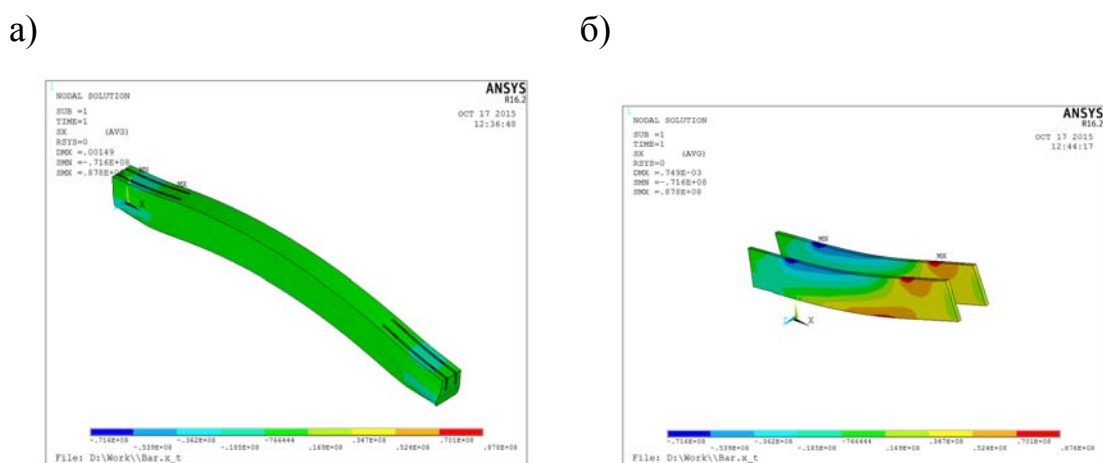 а)
б)
1
NODAL SOLUTION
SUB =1
TIME=1
SX (AVG)
RSYS=0
DMX =.00149
SMN =-.716E+08
SMX =.878E+08
ANSYS
R16.2
OCT 17 2015
12:36:48
MN
MX
X
-.716E+08 -.362E+08 -766444 .347E+08 .701E+08
-.539E+08 -.185E+08 .169E+08 .524E+08 .878E+08
File: D:\Work\\Bar.x_t
1
NODAL SOLUTION
SUB =1
TIME=1
SX (AVG)
RSYS=0
DMX =.749E-03
SMN =-.716E+08
SMX =.878E+08
ANSYS
R16.2
OCT 17 2015
12:44:17
MN
MX
Z X
-.716E+08 -.362E+08 -766444 .347E+08 .701E+08
-.539E+08 -.185E+08 .169E+08 .524E+08 .878E+08
File: D:\Work\\Bar.x_t